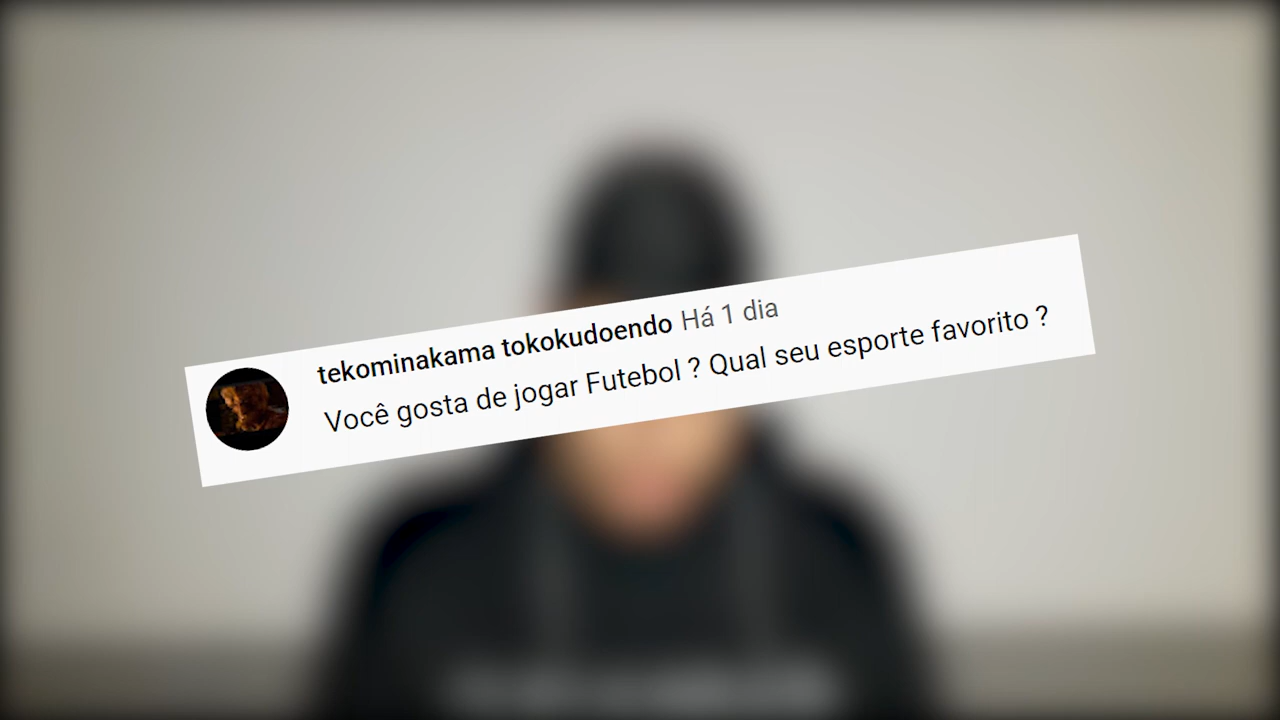 tekominakama tokokudoendo Há 1 dia
Você gosta de jogar Futebol ? Qual seu esporte favorito ?